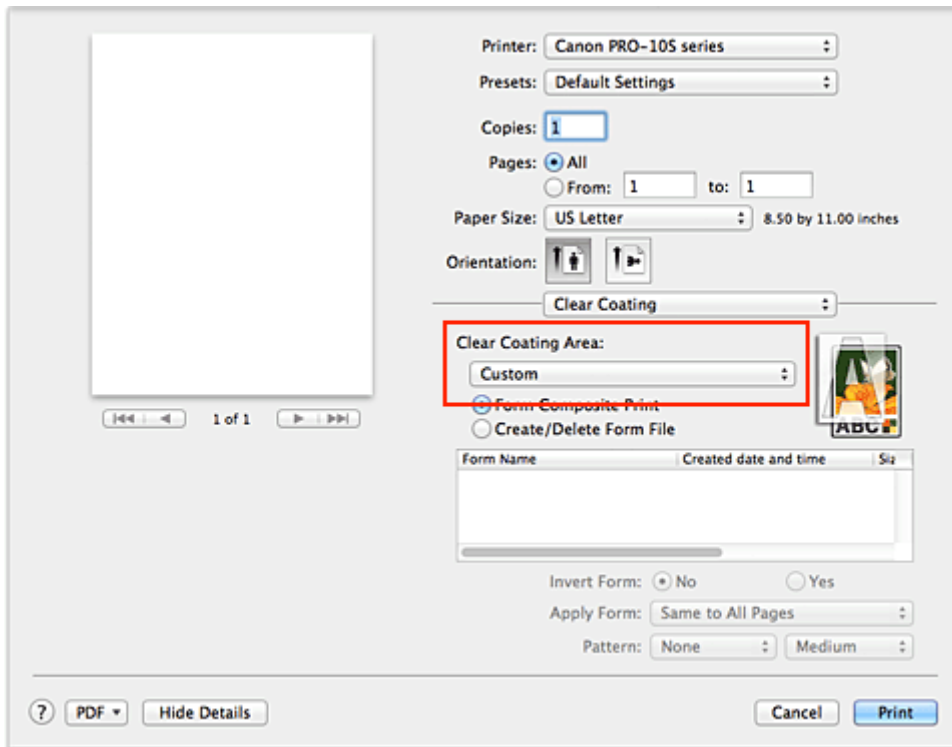 Printer: Canon PRO-10S series
Presets: Default Settings
Copies: 1
Pages: All
From: 1 to: 1
Paper Size: US Letter 8.50 by 11.00 inches
Orientation:
Clear Coating
Clear Coating Area:
Custom
Form Composite Print
Create/Delete Form File
A
ABC
Form Name Created date and time Siz
1 of 1
Invert Form: No Yes
Apply Form: Same to All Pages
Pattern: None Medium
? PDF Hide Details Cancel Print